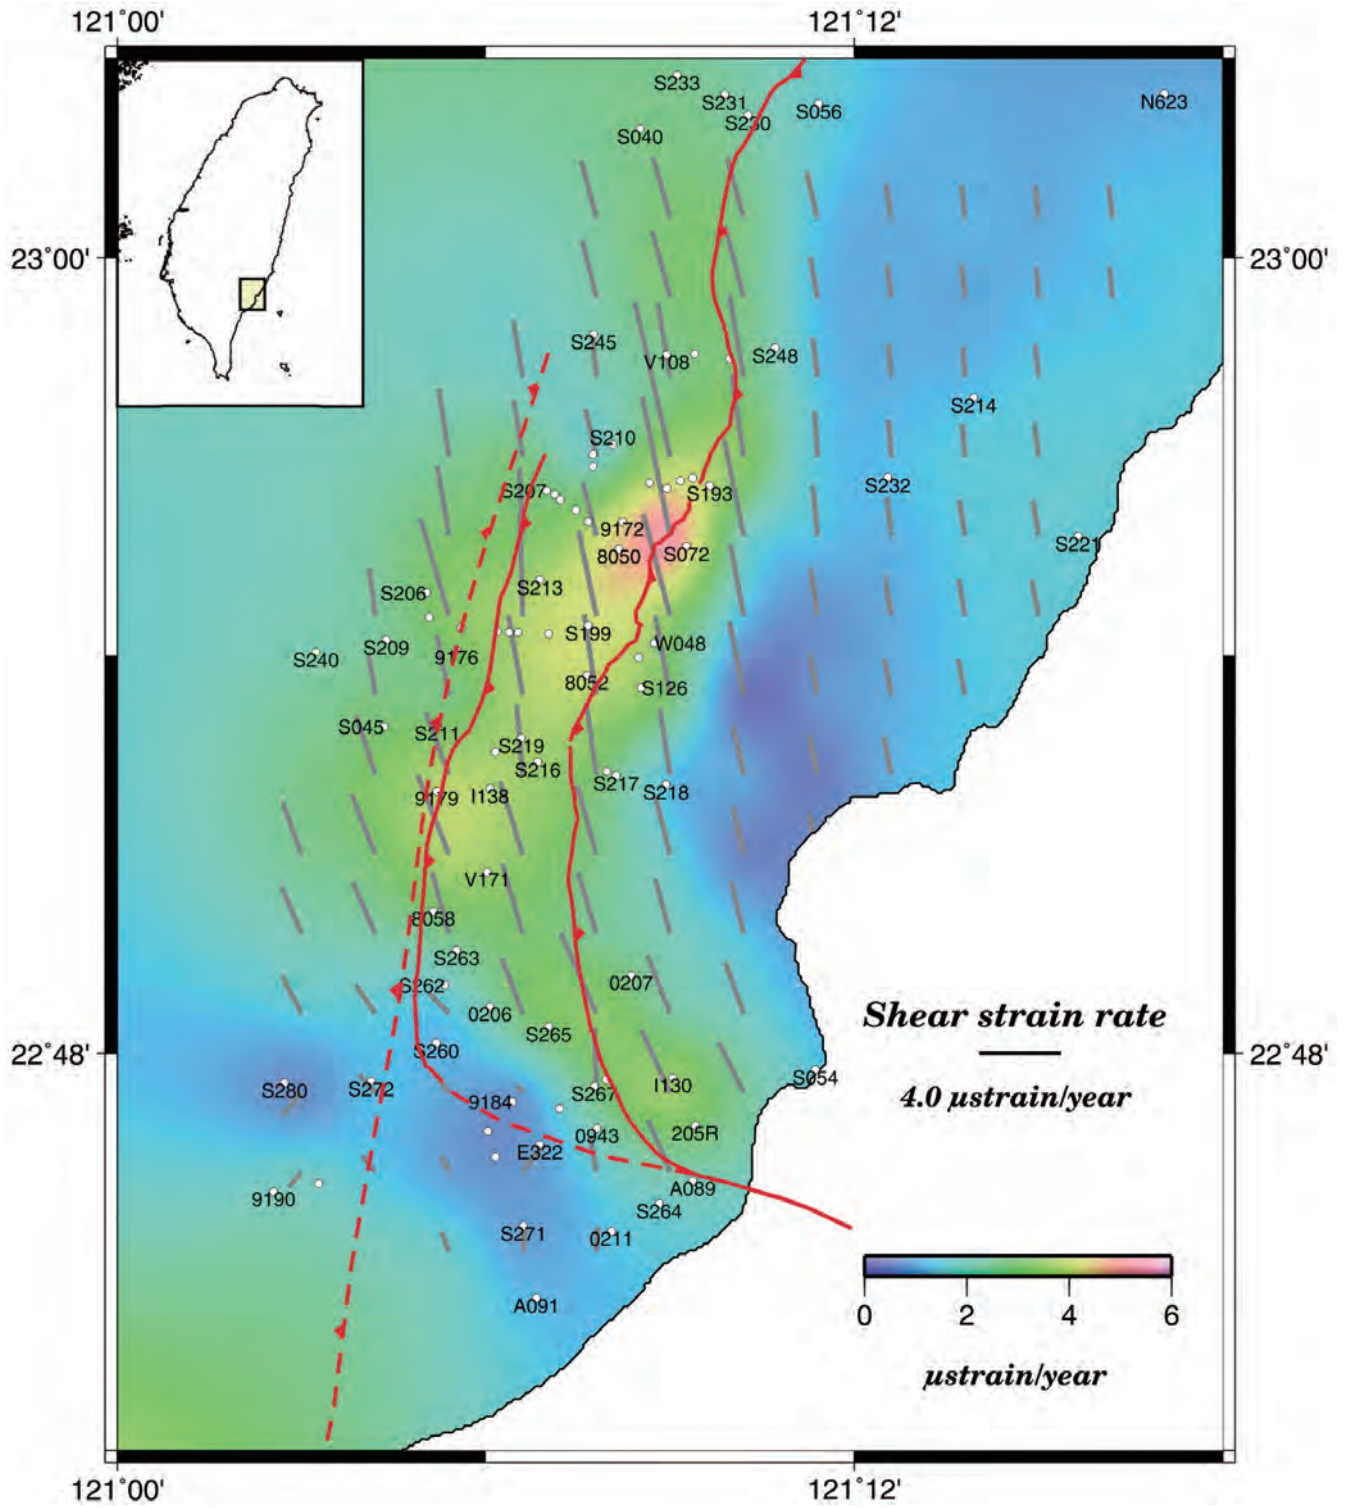 121°00' 121°12'
S233
S231
N623
S056
S230
S040
23°00' 23°00'
S245
V108 S248
S214
S210
S232
S207 S193
9172
S221
8050 S072
S213
S206
S199
S209 W048
9176
S240
8052 S126
S045 S211
S219
S216
S217
S218
9179 I138
V171
8058
S263
S262 0207
0206
Shear strain rate
S265
22°48' S260 22°48'
S054
I130
S280 S272 S267
4.0 µstrain/year
9184
0943 205R
E322
A089
9190
S264
S271 0211
A091
0 2 4 6
µstrain/year
121°00' 121°12'